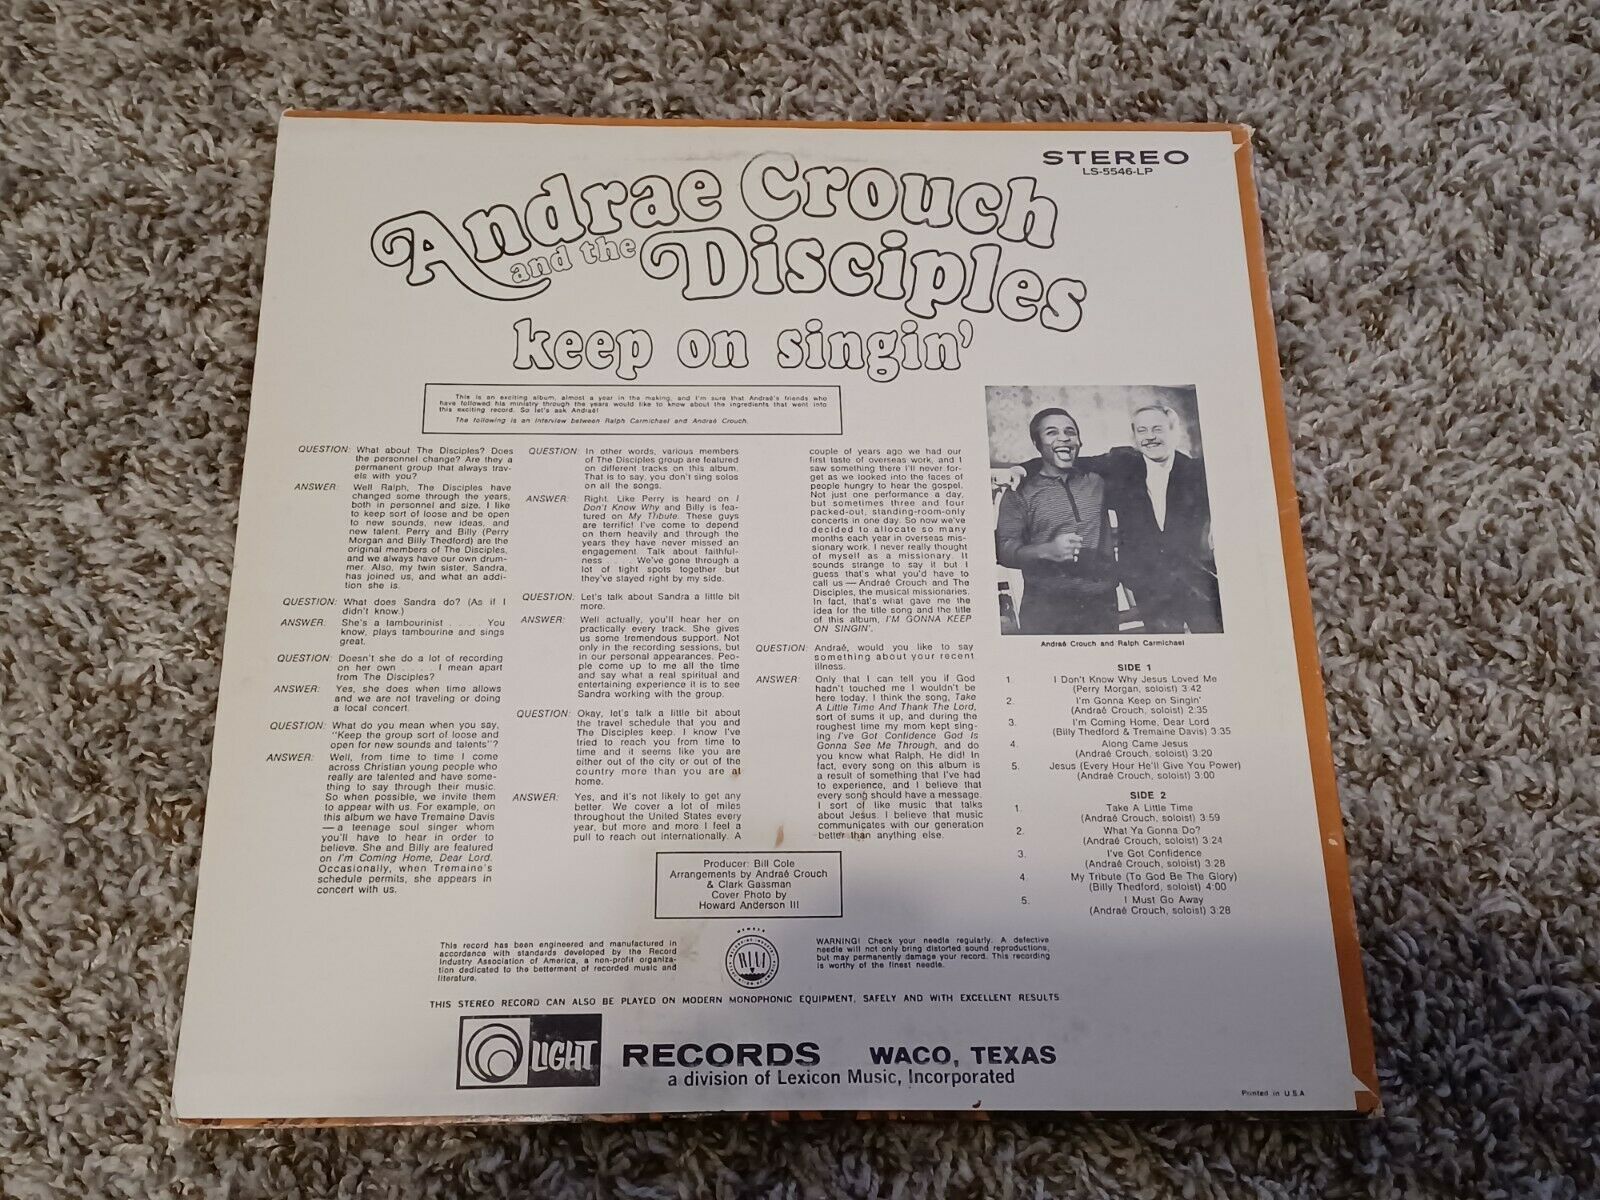 STEREO
LS-5546-LP
Andrae Crouch
and the Disciples
keep on singin'
This is an exciting album, almost a year in the making, and I'm sure that Andraé's friends who
have followed his ministry through the years would like to know about the ingredients that went into
this exciting record. So let's ask Andraé!
The following is an interview between Ralph Carmichael and Andraé Crouch.
QUESTION: What about The Disciples? Does
the personnel change? Are they a
permanent group that always trav-
els with you?
ANSWER: Well Ralph, The Disciples have
changed some through the years,
both in personnel and size. I like
to keep sort of loose and be open
to new sounds, new ideas, and
new talent. Perry and Billy (Perry
Morgan and Billy Thedford) are the
original members of The Disciples,
and we always have our own drum-
mer. Also, my twin sister, Sandra,
has joined us, and what an addi-
tion she is.
QUESTION: What does Sandra do? (As if I
didn't know.)
ANSWER: She's a tambourinist . . . . You
know, plays tambourine and sings
great.
QUESTION: Doesn't she do a lot of recording
on her own . . . . I mean apart
from The Disciples?
ANSWER: Yes, she does when time allows
and we are not traveling or doing
a local concert.
QUESTION: What do you mean when you say,
"Keep the group sort of loose and
open for new sounds and talents"?
ANSWER: Well, from time to time I come
across Christian young people who
really are talented and have some-
thing to say through their music.
So when possible, we invite them
to appear with us. For example, on
this album we have Tremaine Davis
— a teenage soul singer whom
you'll have to hear in order to
believe. She and Billy are featured
on I'm Coming Home, Dear Lord.
Occasionally, when Tremaine's
schedule permits, she appears in
concert with us.
QUESTION: In other words, various members
of The Disciples group are featured
on different tracks on this album.
That is to say, you don't sing solos
on all the songs.
ANSWER: Right. Like Perry is heard on I
Don't Know Why and Billy is fea-
tured on My Tribute. These guys
are terrific! I've come to depend
on them heavily and through the
years they have never missed an
engagement. Talk about faithful-
ness . . . . We've gone through a
lot of tight spots together but
they've stayed right by my side.
QUESTION: Let's talk about Sandra a little bit
more.
ANSWER: Well actually, you'll hear her on
practically every track. She gives
us some tremendous support. Not
only in the recording sessions, but
in our personal appearances. Peo-
ple come up to me all the time
and say what a real spiritual and
entertaining experience it is to see
Sandra working with the group.
QUESTION: Okay, let's talk a little bit about
the travel schedule that you and
The Disciples keep. I know I've
tried to reach you from time to
time and it seems like you are
either out of the city or out of the
country more than you are at
home.
ANSWER: Yes, and it's not likely to get any
better. We cover a lot of miles
throughout the United States every
year, but more and more I feel a
pull to reach out internationally. A
couple of years ago we had our
first taste of overseas work, and I
saw something there I'll never for-
get as we looked into the faces of
people hungry to hear the gospel.
Not just one performance a day,
but sometimes three and four
packed-out, standing-room-only
concerts in one day. So now we've
decided to allocate so many
months each year in overseas mis-
sionary work. I never really thought
of myself as a missionary. It
sounds strange to say it but I
guess that's what you'd have to
call us — Andraé Crouch and The
Disciples, the musical missionaries.
In fact, that's what gave me the
idea for the title song and the title
of this album, I'M GONNA KEEP
ON SINGIN'.
QUESTION: Andraé, would you like to say
something about your recent
illness.
ANSWER: Only that I can tell you if God
hadn't touched me I wouldn't be
here today. I think the song, Take
A Little Time And Thank The Lord,
sort of sums it up, and during the
roughest time my mom kept sing-
ing I've Got Confidence God Is
Gonna See Me Through, and do
you know what Ralph, He did! In
fact, every song on this album is
a result of something that I've had
to experience, and I believe that
every song should have a message.
I sort of like music that talks
about Jesus. I believe that music
communicates with our generation
better than anything else.
Andraé Crouch and Ralph Carmichael
SIDE 1
1. I Don't Know Why Jesus Loved Me
(Perry Morgan, soloist) 3:42
2. I'm Gonna Keep on Singin'
(Andraé Crouch, soloist) 2:35
3. I'm Coming Home, Dear Lord
(Billy Thedford & Tremaine Davis) 3:35
4. Along Came Jesus
(Andraé Crouch, soloist) 3:20
5. Jesus (Every Hour He'll Give You Power)
(Andraé Crouch, soloist) 3:00
SIDE 2
1. Take A Little Time
(Andraé Crouch, soloist) 3:59
2. What Ya Gonna Do?
(Andraé Crouch, soloist) 3:24
3. I've Got Confidence
(Andraé Crouch, soloist) 3:28
4. My Tribute (To God Be The Glory)
(Billy Thedford, soloist) 4:00
5. I Must Go Away
(Andraé Crouch, soloist) 3:28
Producer: Bill Cole
Arrangements by Andraé Crouch
& Clark Gassman
Cover Photo by
Howard Anderson III
This record has been engineered and manufactured in
accordance with standards developed by the Record
Industry Association of America, a non-profit organiza-
tion dedicated to the betterment of recorded music and
literature.
MEMBER
RIAA
WARNING! Check your needle regularly. A defective
needle will not only bring distorted sound reproductions,
but may permanently damage your record. This recording
is worthy of the finest needle.
THIS STEREO RECORD CAN ALSO BE PLAYED ON MODERN MONOPHONIC EQUIPMENT, SAFELY AND WITH EXCELLENT RESULTS
LIGHT RECORDS WACO, TEXAS
a division of Lexicon Music, Incorporated
Printed in U.S.A